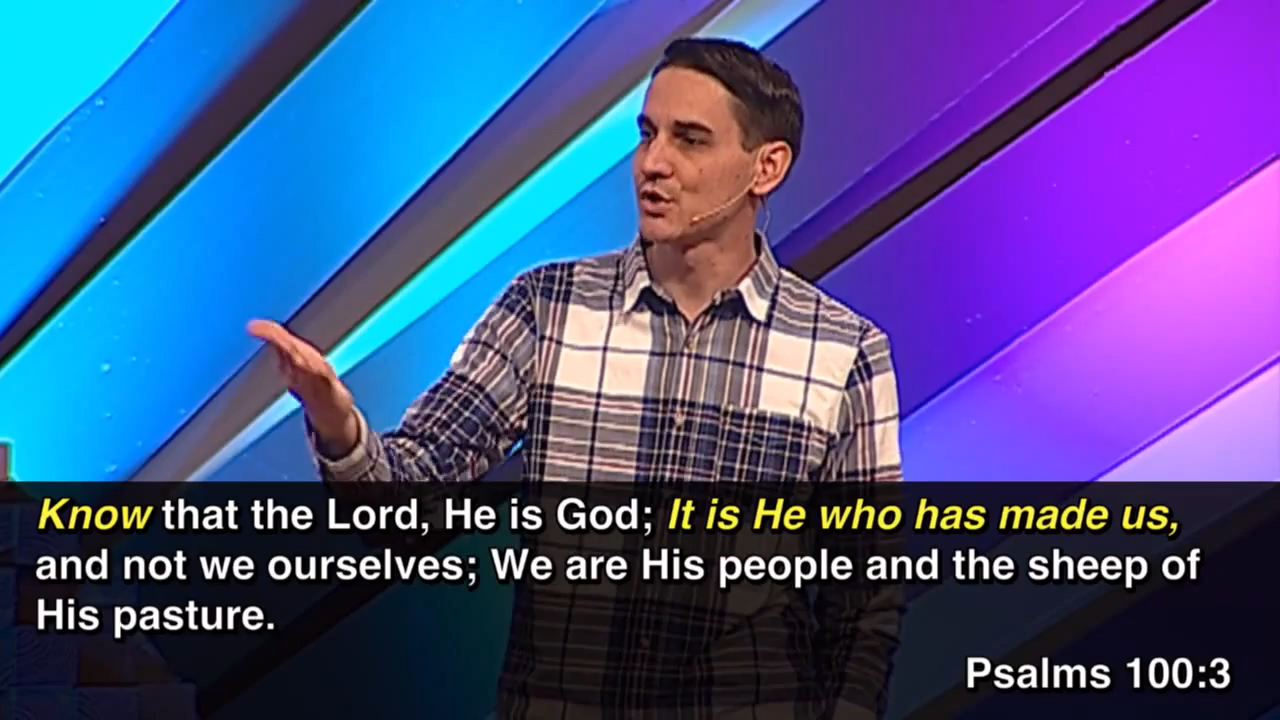 Know that the Lord, He is God; It is He who has made us,
and not we ourselves; We are His people and the sheep of
His pasture.
Psalms 100:3